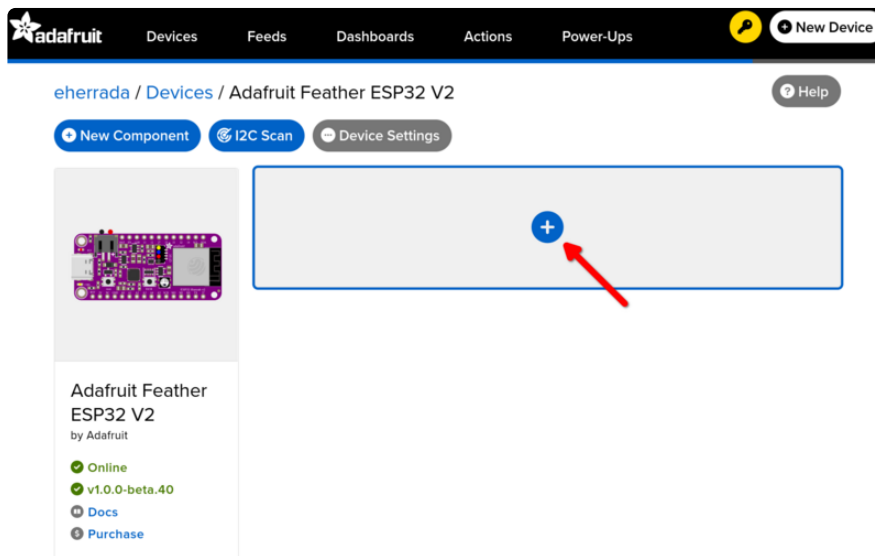 adafruit Devices Feeds Dashboards Actions Power-Ups New Device
eherrada / Devices / Adafruit Feather ESP32 V2 Help
New Component I2C Scan Device Settings
Adafruit Feather
ESP32 V2
by Adafruit
Online
v1.0.0-beta.40
Docs
Purchase